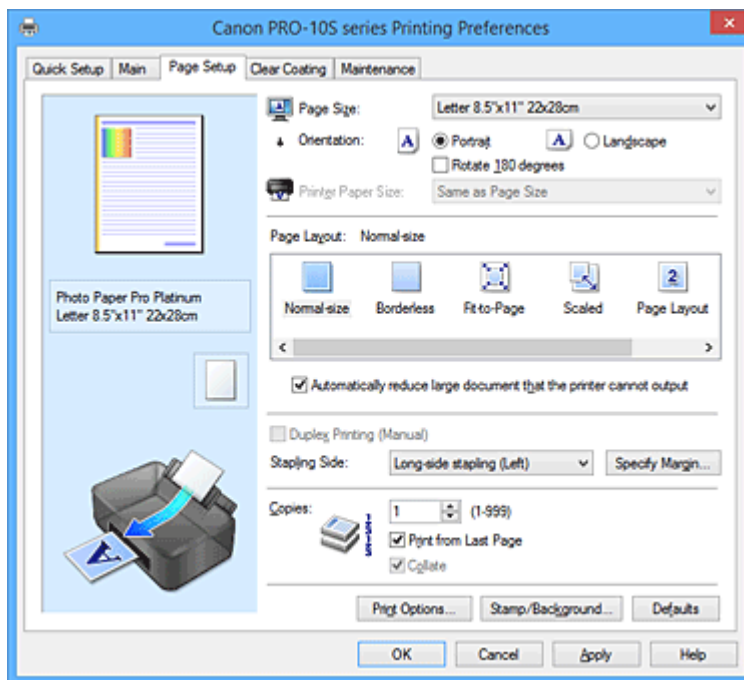 Canon PRO-10S series Printing Preferences
Quick Setup Main Page Setup Clear Coating Maintenance
Page Size: Letter 8.5"x11" 22x28cm
Orientation: A Portrait A Landscape
Rotate 180 degrees
Printer Paper Size: Same as Page Size
Page Layout: Normal-size
2
Normal-size Borderless Fit-to-Page Scaled Page Layout
Photo Paper Pro Platinum
Letter 8.5"x11" 22x28cm
Automatically reduce large document that the printer cannot output
Duplex Printing (Manual)
Stapling Side: Long-side stapling (Left) Specify Margin...
Copies: 1 (1-999)
Print from Last Page
Collate
A
Print Options... Stamp/Background... Defaults
OK Cancel Apply Help